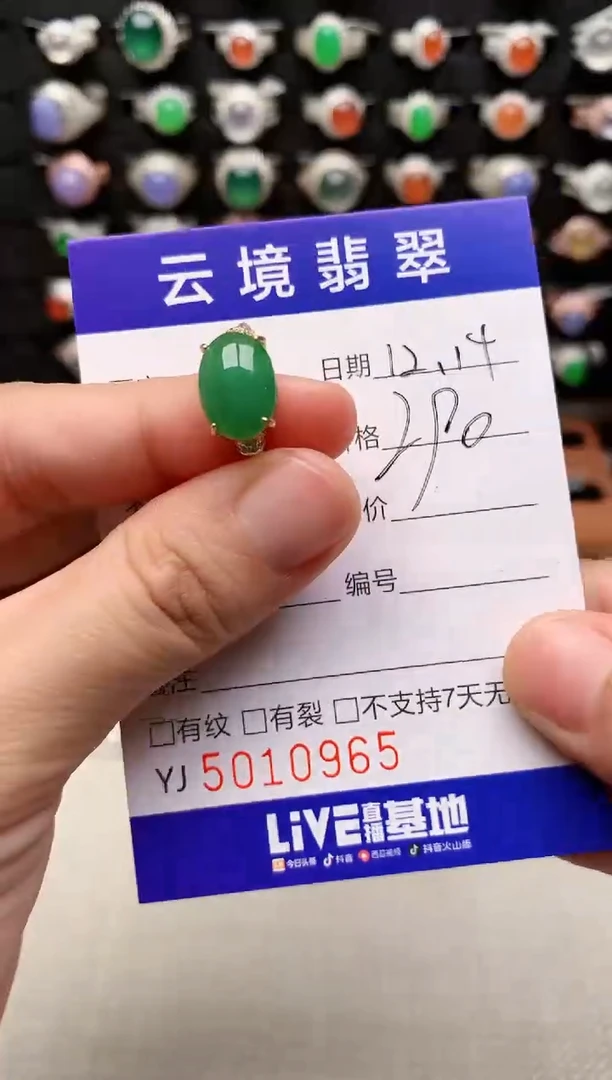 云境翡翠
日期 12.14
格
价
编号
注
□有纹 □有裂 □不支持7天无
YJ 5010965
LiVE直播基地
今日头条 抖音 西瓜视频 抖音火山版